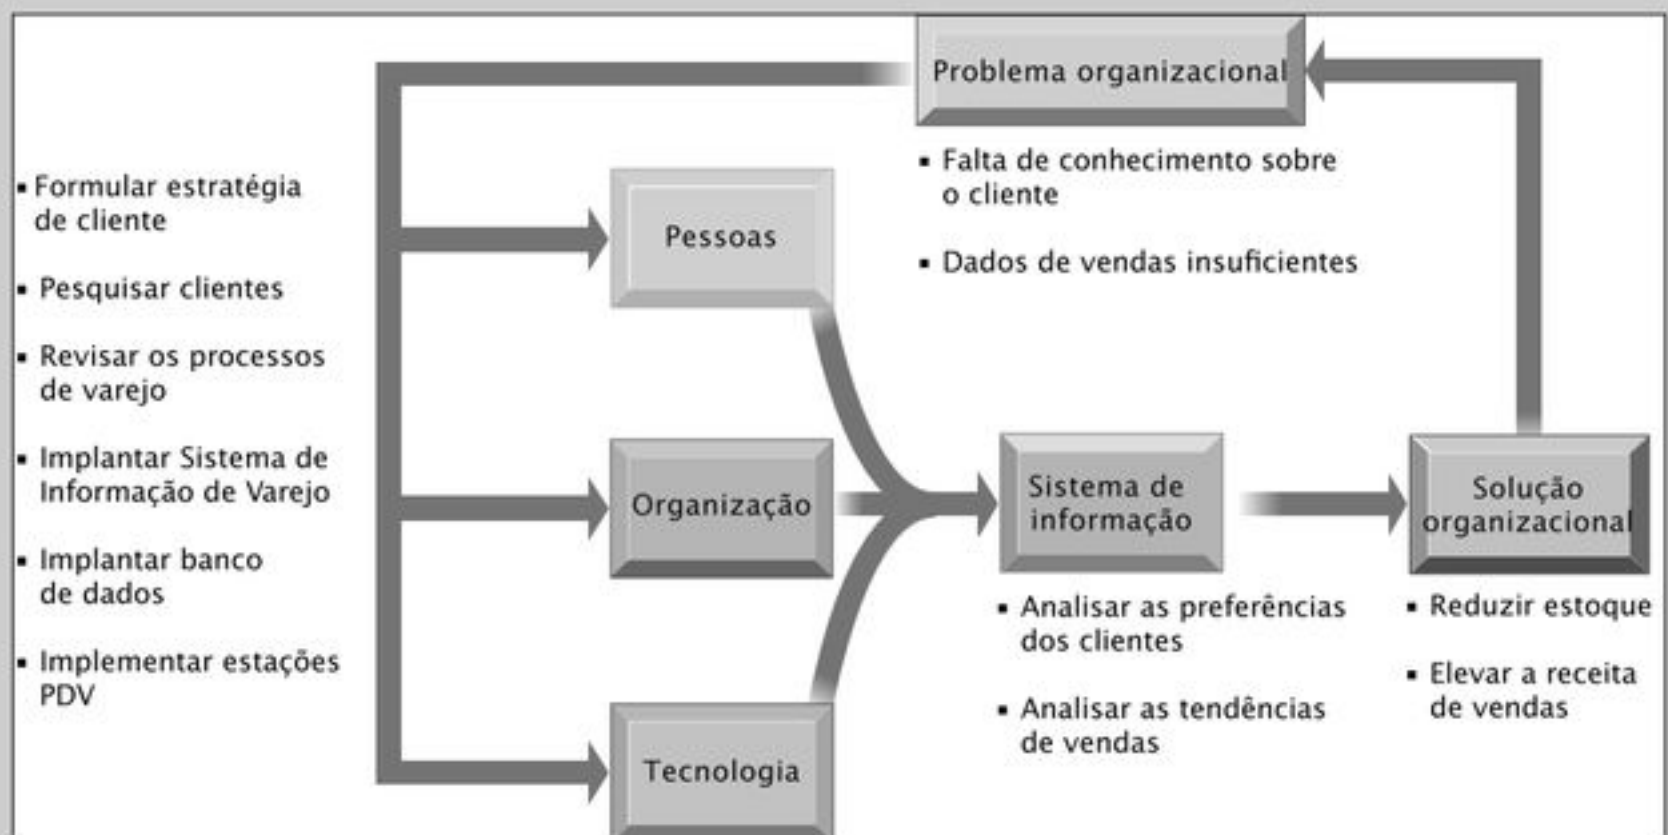 Problema organizacional
▪ Falta de conhecimento sobre
o cliente
▪ Dados de vendas insuficientes
▪ Formular estratégia
de cliente
▪ Pesquisar clientes
▪ Revisar os processos
de varejo
▪ Implantar Sistema de
Informação de Varejo
▪ Implantar banco
de dados
▪ Implementar estações
PDV
Pessoas
Organização
Tecnologia
Sistema de
informação
▪ Analisar as preferências
dos clientes
▪ Analisar as tendências
de vendas
Solução
organizacional
▪ Reduzir estoque
▪ Elevar a receita
de vendas